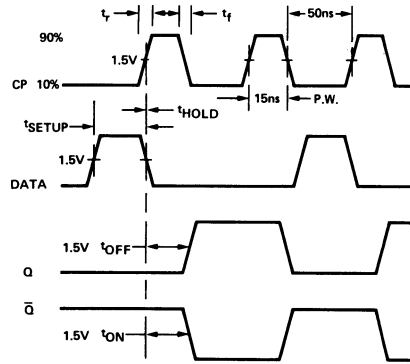 tr tf 50ns
90%
1.5V
CP 10%
tHOLD
15ns P.W.
tSETUP
1.5V
DATA
1.5V tOFF
Q
Q̅
1.5V tON